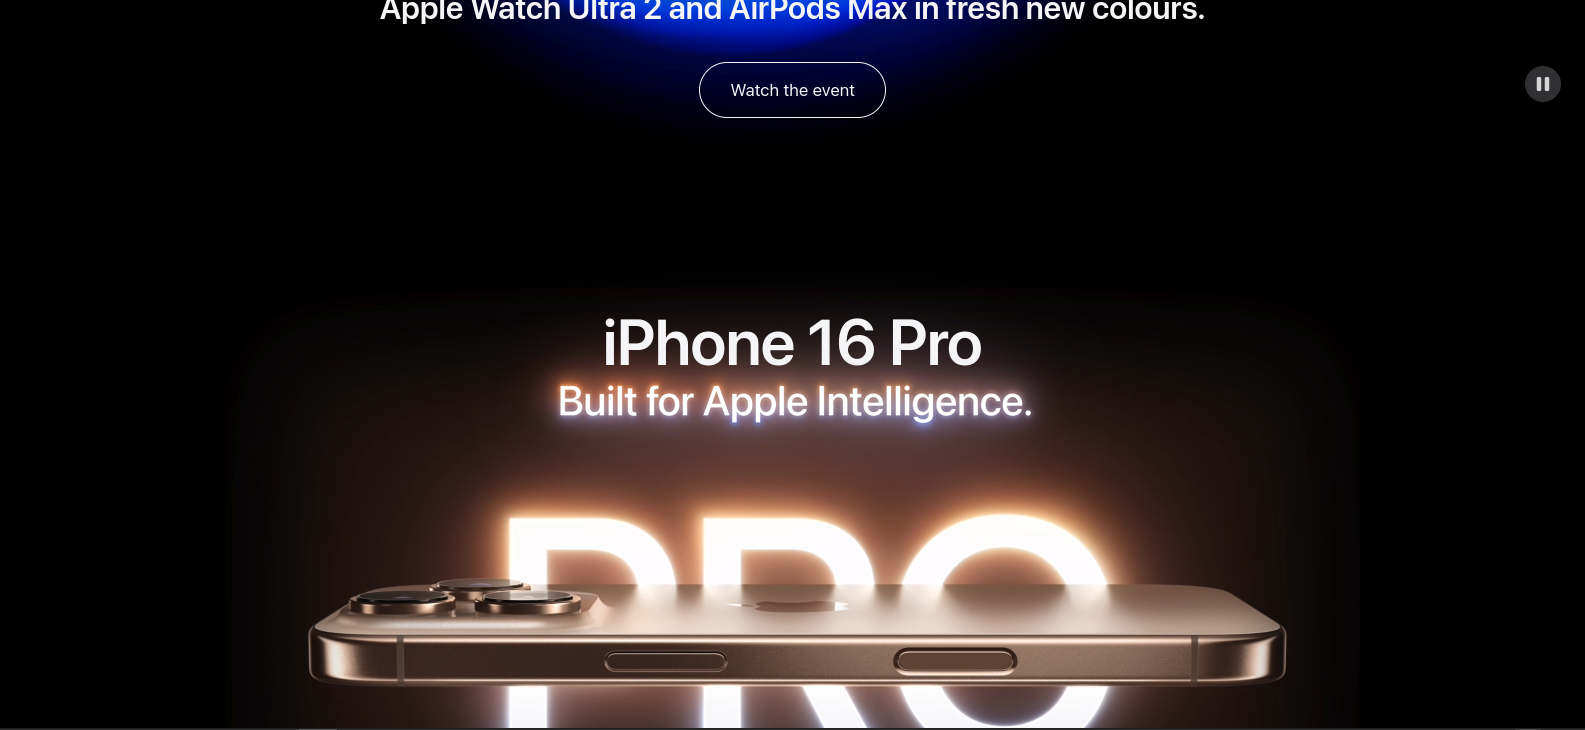 Apple Watch Ultra 2 and AirPods Max in fresh new colours.
Watch the event
iPhone 16 Pro
Built for Apple Intelligence.
PRO